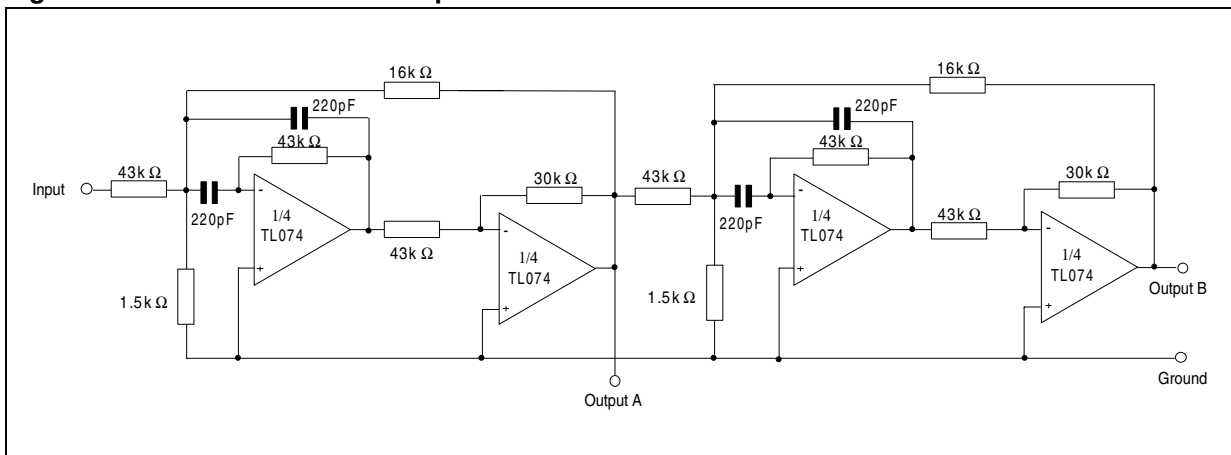 16k Ω
16k Ω
220pF
220pF
43k Ω
43k Ω
43k Ω
30k Ω
43k Ω
30k Ω
Input
-
-
-
-
220pF
1/4
TL074
43k Ω
1/4
TL074
220pF
1/4
TL074
43k Ω
1/4
TL074
1.5k Ω
+
+
1.5k Ω
+
+
Output B
Output A
Ground